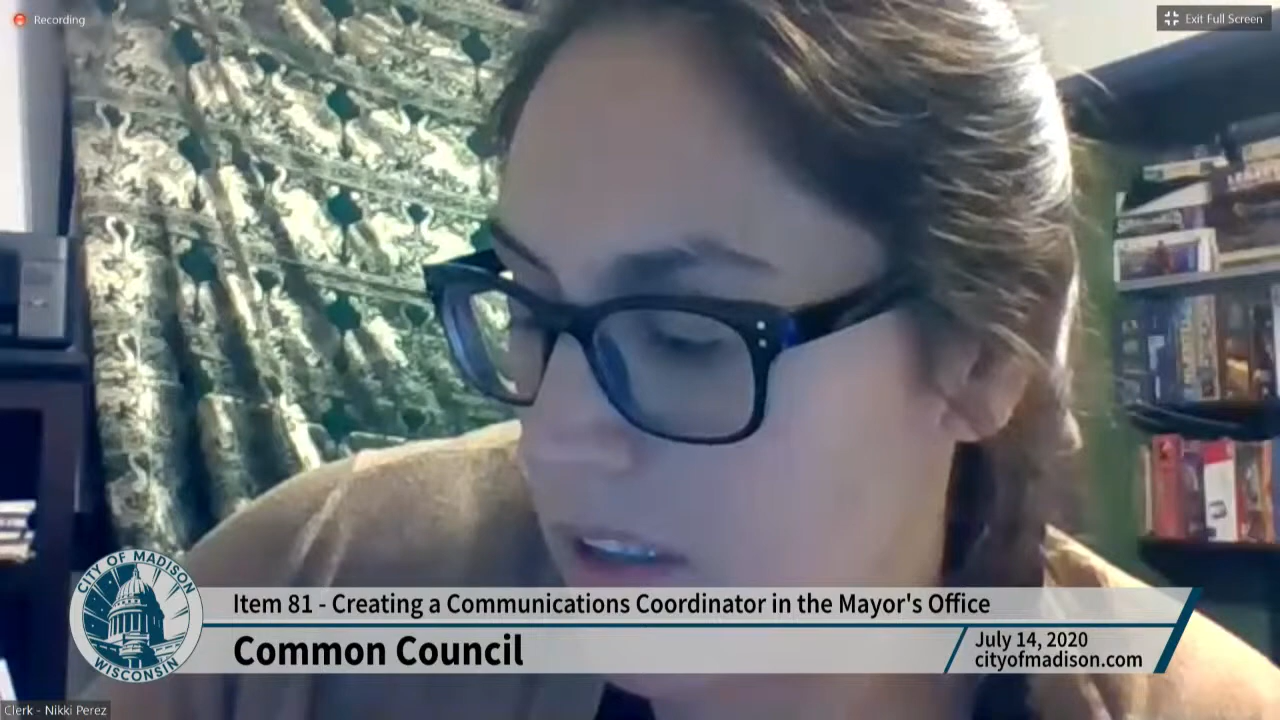 Recording
Exit Full Screen
CITY OF MADISON
WISCONSIN
Item 81 - Creating a Communications Coordinator in the Mayor's Office
Common Council
July 14, 2020
cityofmadison.com
Clerk - Nikki Perez